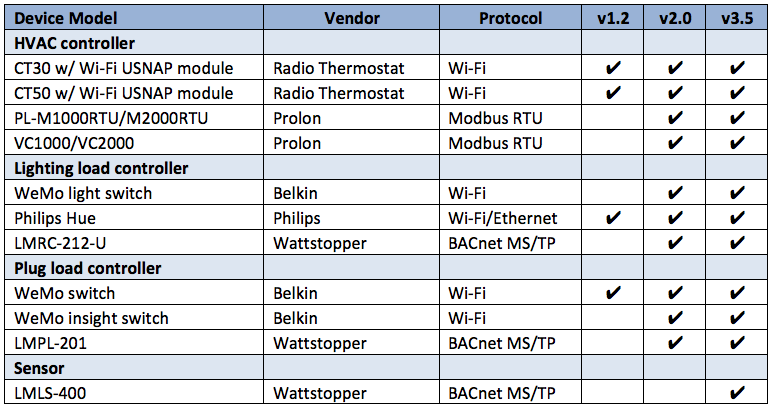 Device Model Vendor Protocol v1.2 v2.0 v3.5
HVAC controller
CT30 w/ Wi-Fi USNAP module Radio Thermostat Wi-Fi ✔ ✔ ✔
CT50 w/ Wi-Fi USNAP module Radio Thermostat Wi-Fi ✔ ✔ ✔
PL-M1000RTU/M2000RTU Prolon Modbus RTU ✔ ✔
VC1000/VC2000 Prolon Modbus RTU ✔ ✔
Lighting load controller
WeMo light switch Belkin Wi-Fi ✔ ✔
Philips Hue Philips Wi-Fi/Ethernet ✔ ✔ ✔
LMRC-212-U Wattstopper BACnet MS/TP ✔ ✔
Plug load controller
WeMo switch Belkin Wi-Fi ✔ ✔ ✔
WeMo insight switch Belkin Wi-Fi ✔ ✔
LMPL-201 Wattstopper BACnet MS/TP ✔ ✔
Sensor
LMLS-400 Wattstopper BACnet MS/TP ✔